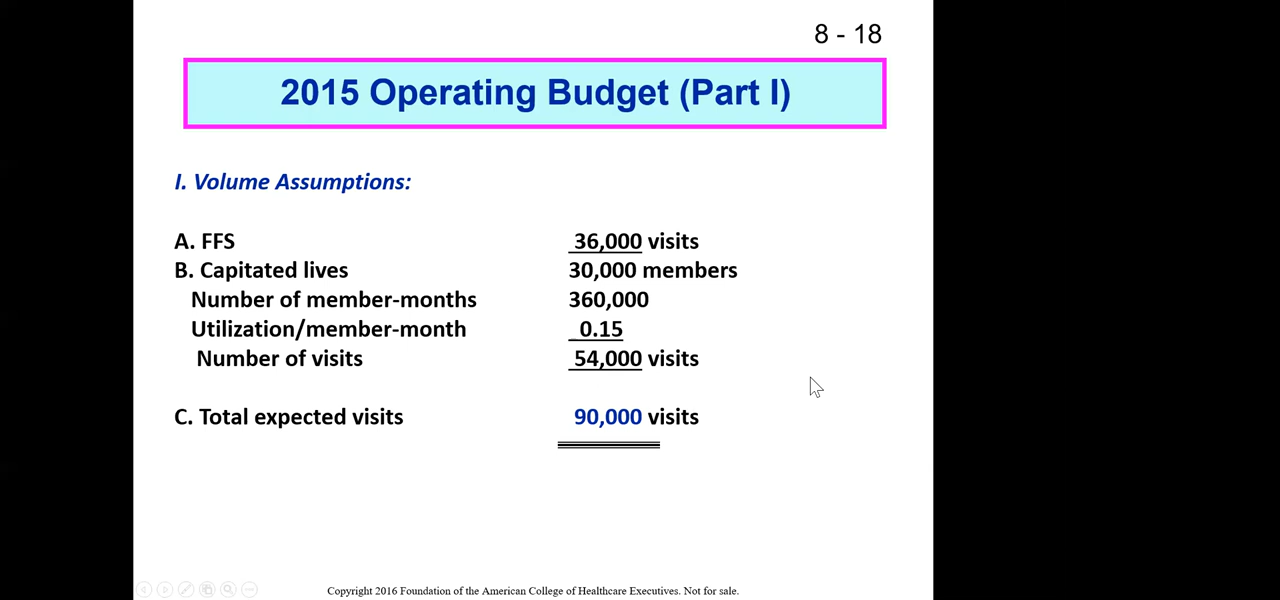 8 - 18
2015 Operating Budget (Part I)
I. Volume Assumptions:
A. FFS 36,000 visits
B. Capitated lives 30,000 members
Number of member-months 360,000
Utilization/member-month 0.15
Number of visits 54,000 visits
C. Total expected visits 90,000 visits
Copyright 2016 Foundation of the American College of Healthcare Executives. Not for sale.